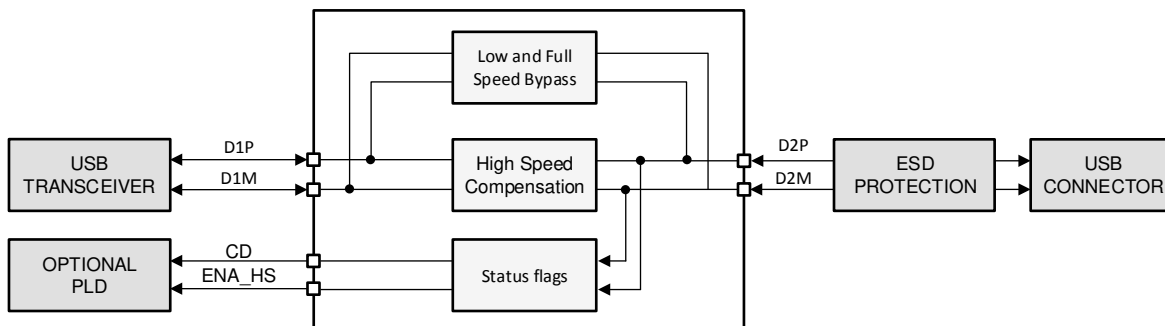 Low and Full
Speed Bypass
USB
TRANSCEIVER
D1P
D1M
High Speed
Compensation
D2P
D2M
ESD
PROTECTION
USB
CONNECTOR
OPTIONAL
PLD
CD
ENA_HS
Status flags